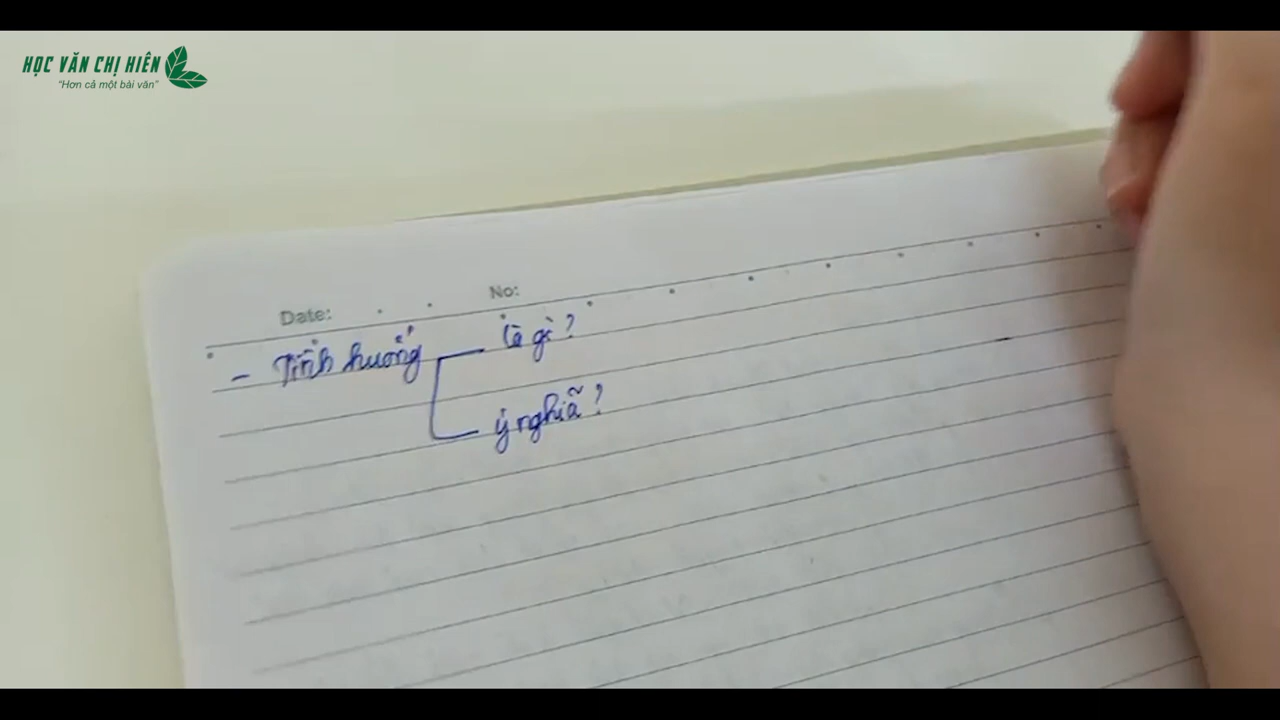 HỌC VĂN CHỊ HIÊN
"Hơn cả một bài văn"
Date: No:
- Tình huống là gì?
ý nghĩa?